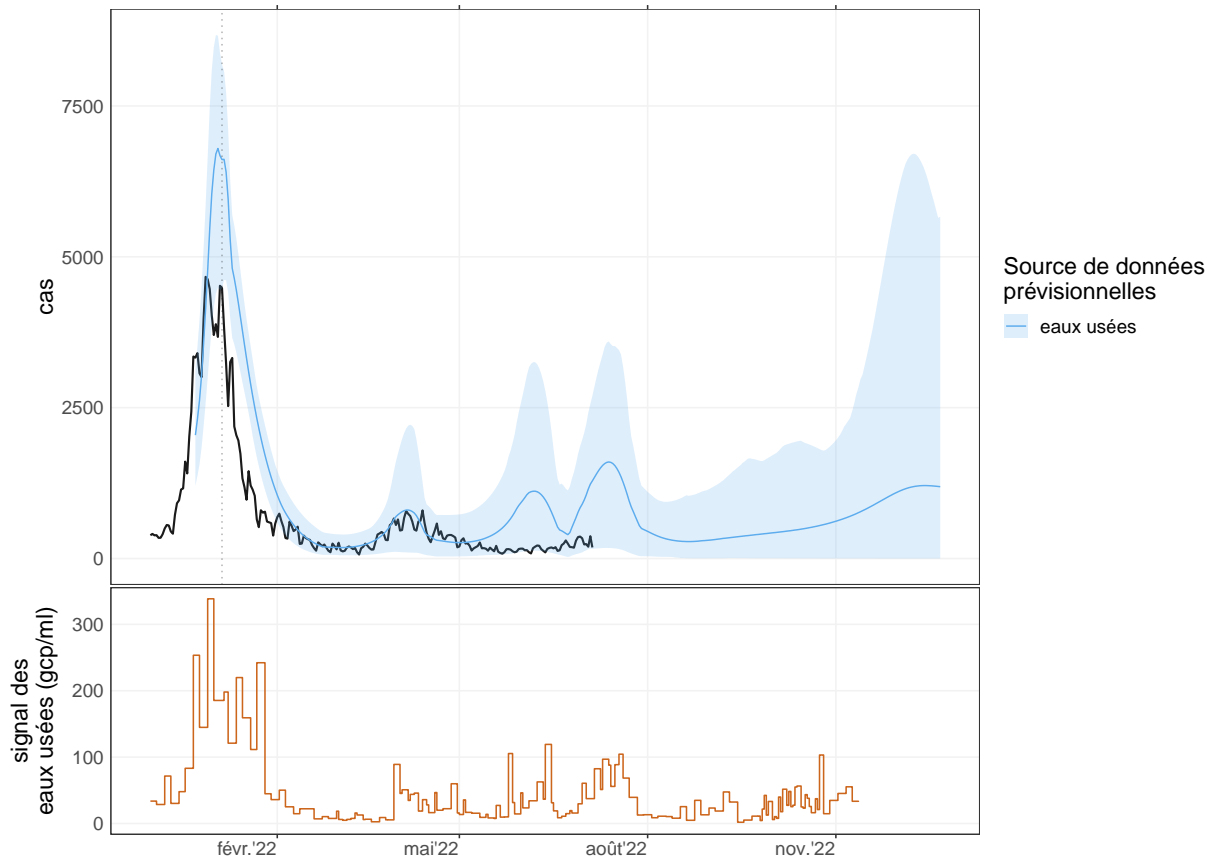 7500
5000
2500
0
cas
Source de données
prévisionnelles
eaux usées
300
200
100
0
signal des
eaux usées (gcp/ml)
févr.'22
mai'22
août'22
nov.'22